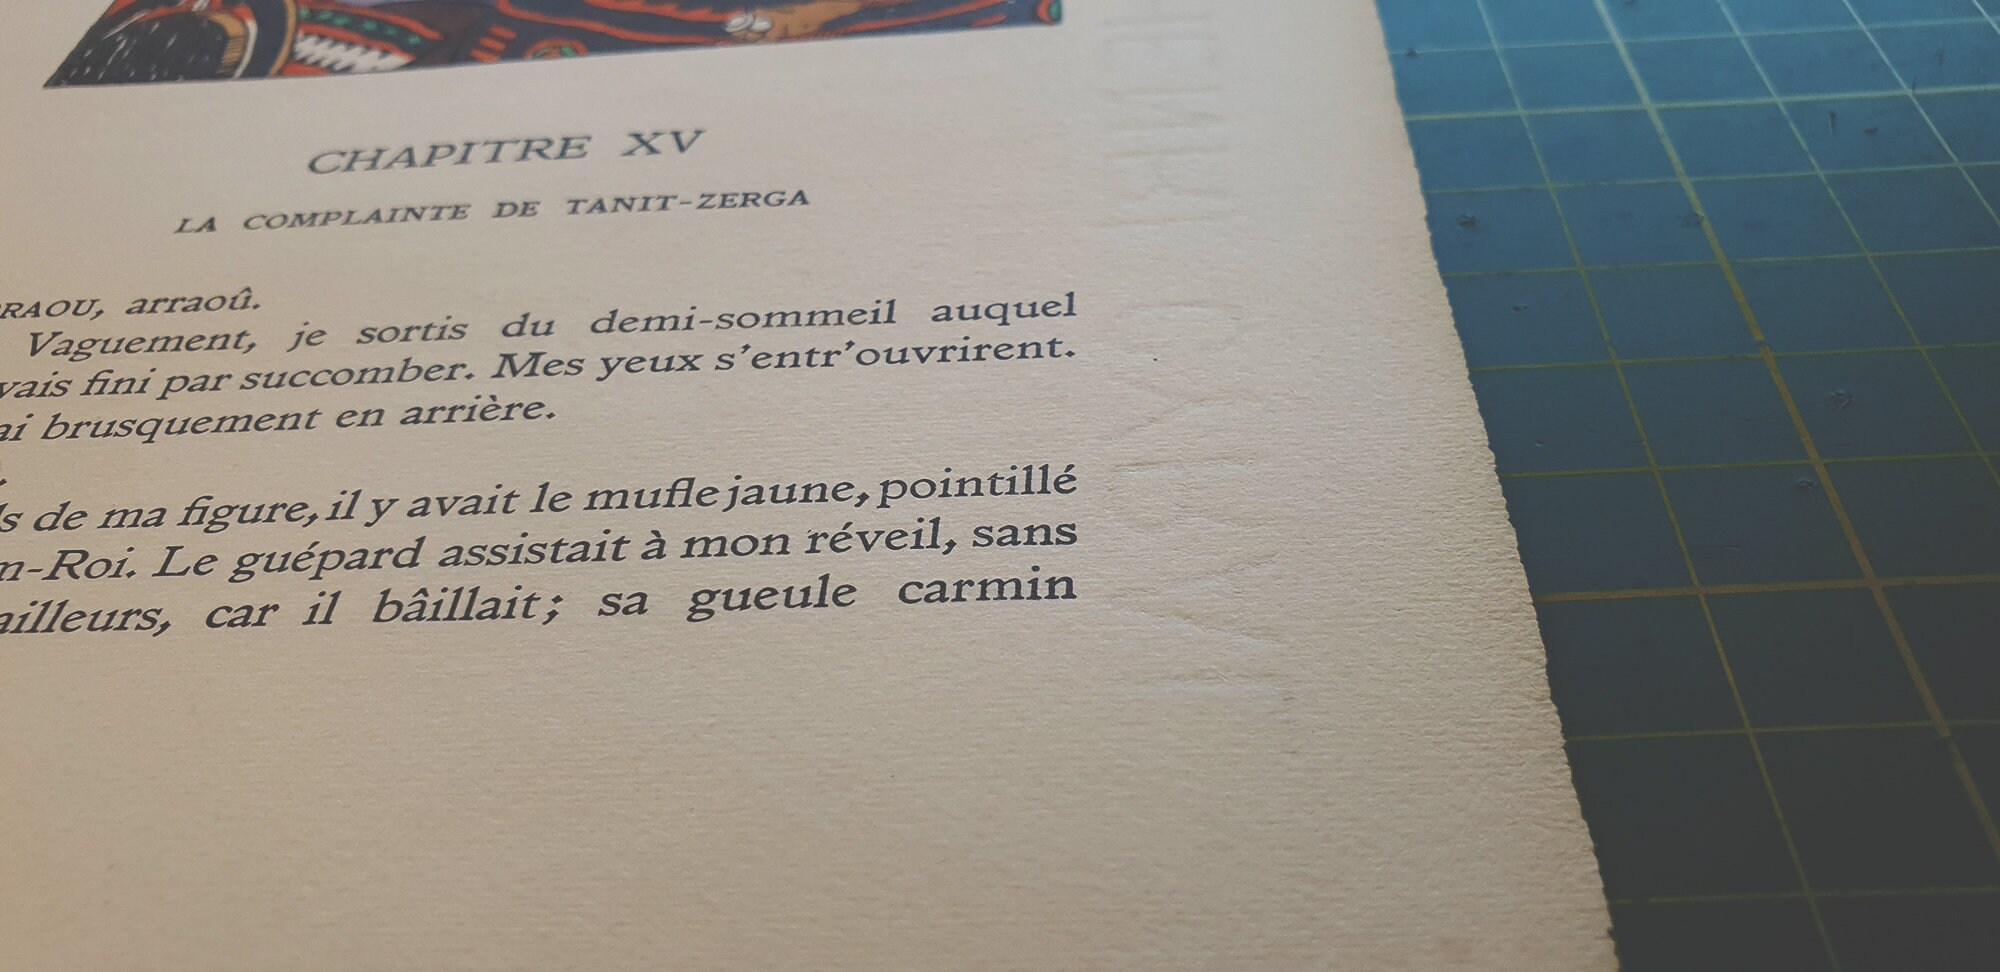 CHAPITRE XV
LA COMPLAINTE DE TANIT-ZERGA
RAOU, arraoû.
Vaguement, je sortis du demi-sommeil auquel
vais fini par succomber. Mes yeux s'entr'ouvrirent.
ai brusquement en arrière.
s de ma figure, il y avait le mufle jaune, pointillé
n-Roi. Le guépard assistait à mon réveil, sans
ailleurs, car il bâillait; sa gueule carmin